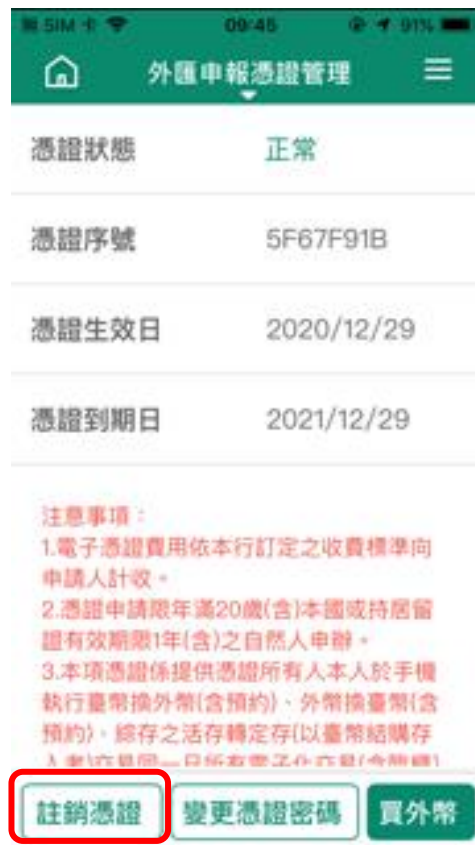 無 SIM 卡 09:45 91%
外匯申報憑證管理
憑證狀態 正常
憑證序號 5F67F91B
憑證生效日 2020/12/29
憑證到期日 2021/12/29
注意事項：
1.電子憑證費用依本行訂定之收費標準向
申請人計收。
2.憑證申請限年滿20歲(含)本國或持居留
證有效期限1年(含)之自然人申辦。
3.本項憑證係提供憑證所有人本人於手機
執行臺幣換外幣(含預約)、外幣換臺幣(含
預約)、綜存之活存轉定存(以臺幣結購存
註銷憑證 變更憑證密碼 買外幣